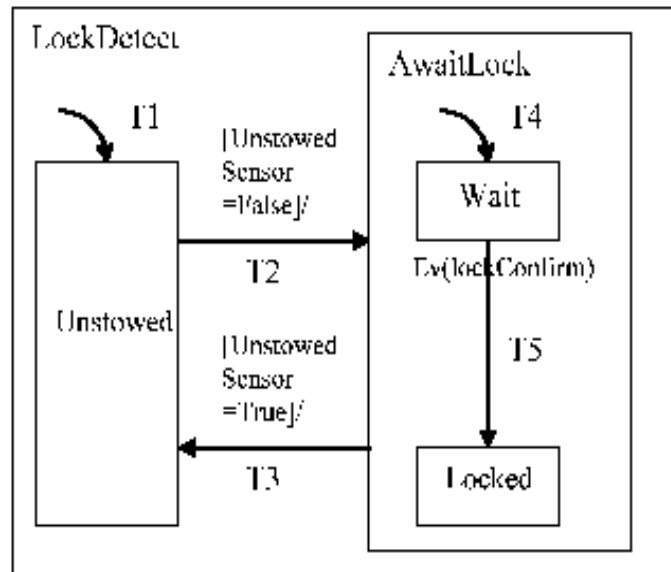 LockDetect
AwaitLock
T1
T4
[Unstowed
Sensor
=False]/
Wait
T2
Ev(lockConfirm)
Unstowed
[Unstowed
Sensor
=True]/
T5
T3
Locked